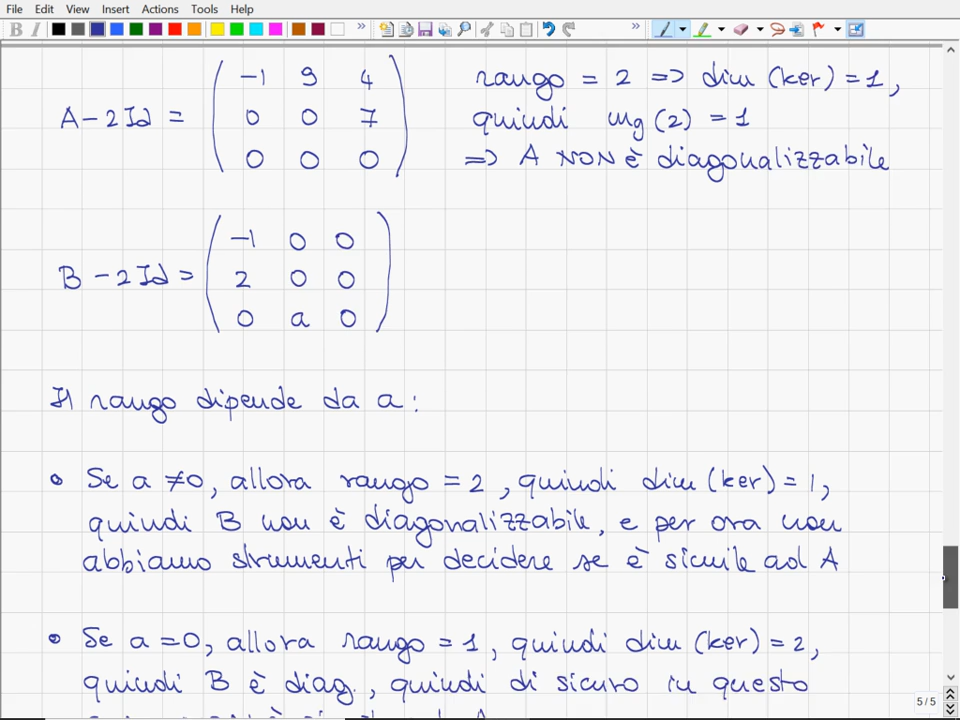 File Edit View Insert Actions Tools Help
B I
A-2Id = ( -1 9 4
0 0 7
0 0 0 )
rango = 2 => dim (ker) = 1,
quindi mg (2) = 1
=> A NON è diagonalizzabile
B-2Id = ( -1 0 0
2 0 0
0 a 0 )
Il rango dipende da a:
• Se a ≠ 0, allora rango = 2, quindi dim (ker) = 1,
quindi B non è diagonalizzabile, e per ora non
abbiamo strumenti per decidere se è simile ad A
• Se a = 0, allora rango = 1, quindi dim (ker) = 2,
quindi B è diag., quindi di sicuro in questo
5/5